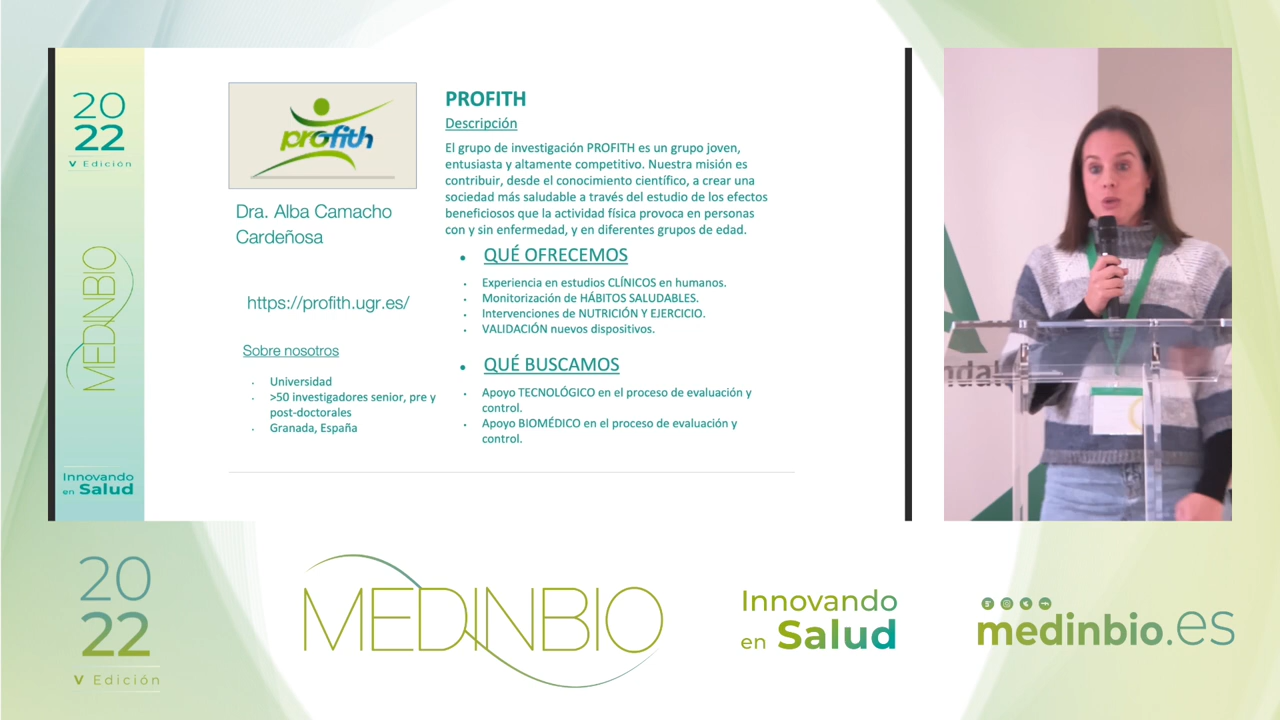 20
22
V Edición
MEDINBIO
Innovando
en Salud
profith
Dra. Alba Camacho
Cardeñosa
https://profith.ugr.es/
Sobre nosotros
Universidad
>50 investigadores senior, pre y
post-doctorales
Granada, España
PROFITH
Descripción
El grupo de investigación PROFITH es un grupo joven,
entusiasta y altamente competitivo. Nuestra misión es
contribuir, desde el conocimiento científico, a crear una
sociedad más saludable a través del estudio de los efectos
beneficiosos que la actividad física provoca en personas
con y sin enfermedad, y en diferentes grupos de edad.
• QUÉ OFRECEMOS
• Experiencia en estudios CLÍNICOS en humanos.
• Monitorización de HÁBITOS SALUDABLES.
• Intervenciones de NUTRICIÓN Y EJERCICIO.
• VALIDACIÓN nuevos dispositivos.
• QUÉ BUSCAMOS
• Apoyo TECNOLÓGICO en el proceso de evaluación y
control.
• Apoyo BIOMÉDICO en el proceso de evaluación y
control.
20
22
V Edición
MEDINBIO
Innovando
en Salud
medinbio.es